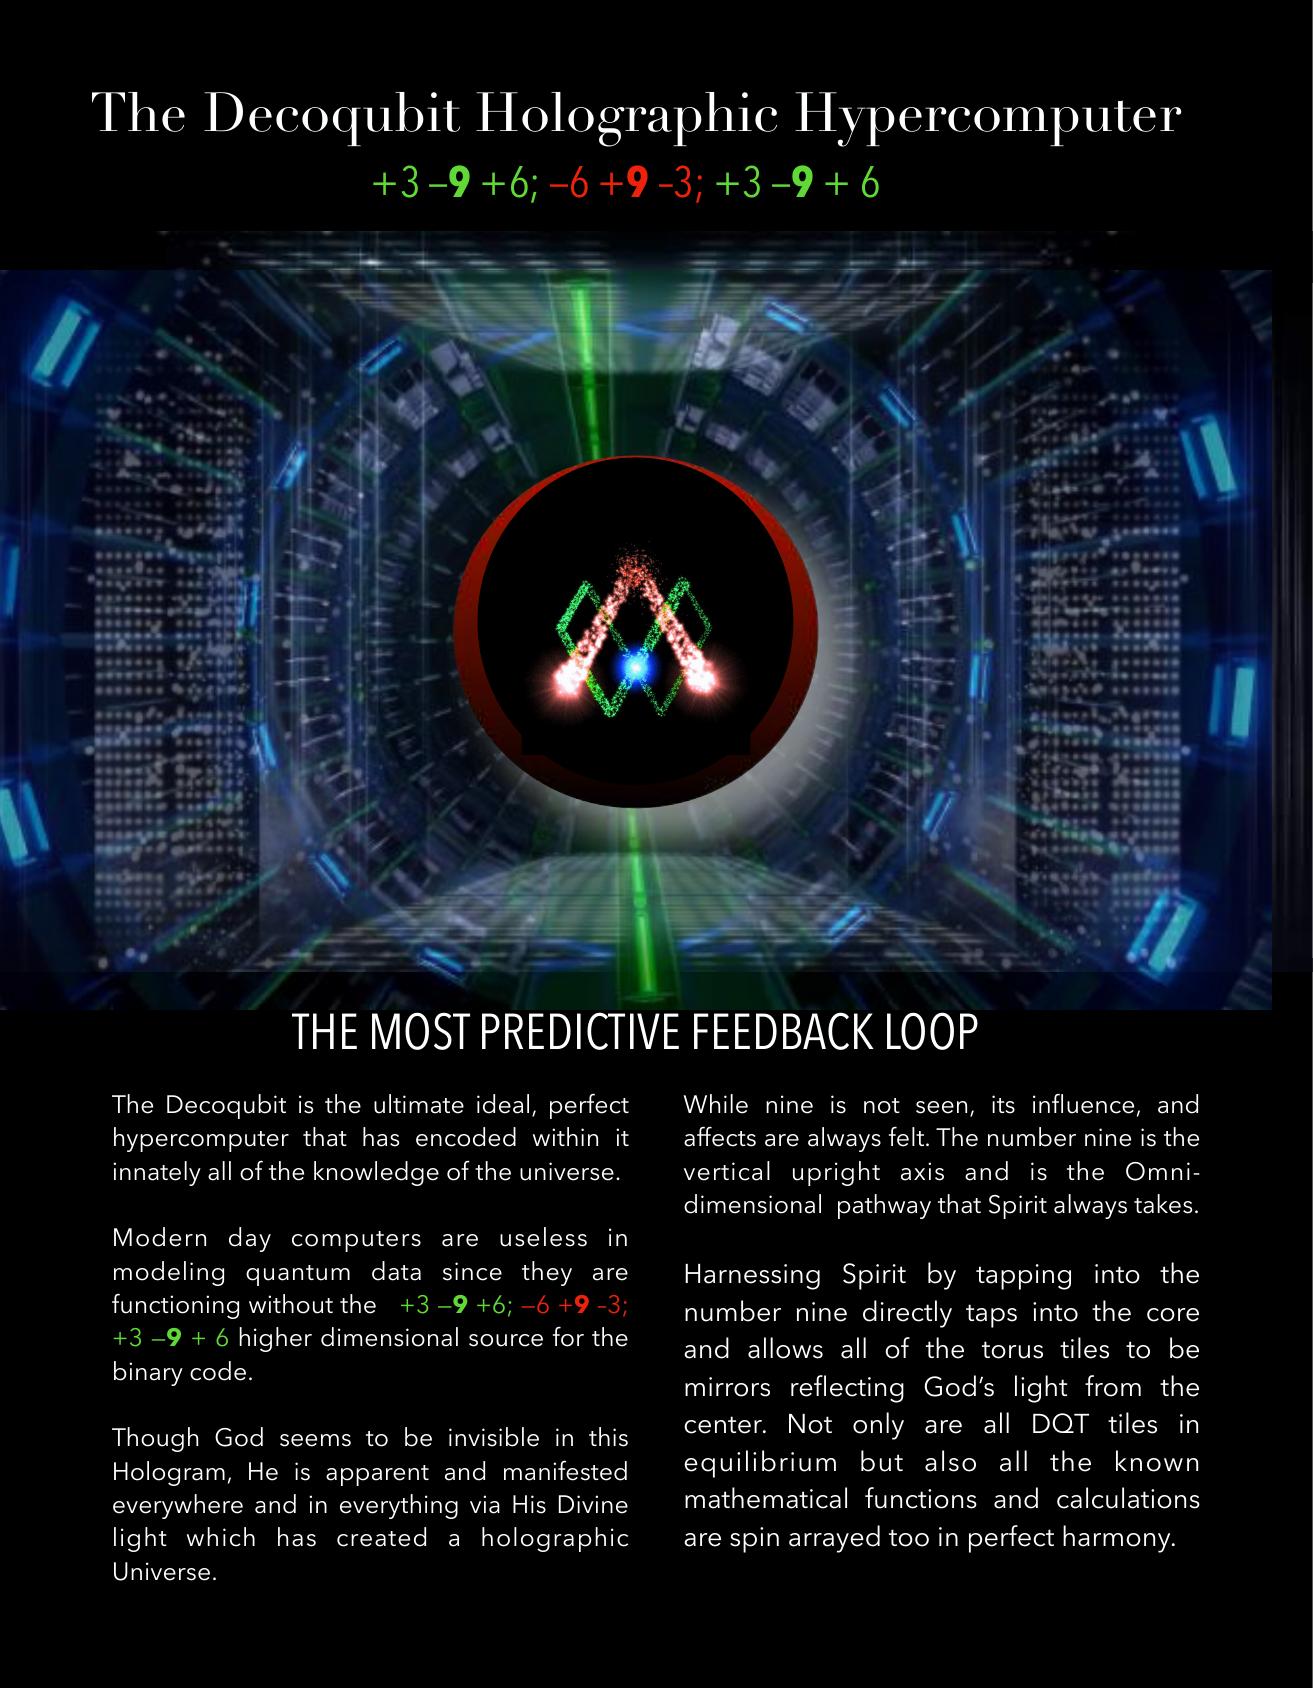 The Decoqubit Holographic Hypercomputer
+3 –9 +6; –6 +9 -3; +3 –9 + 6
THE MOST PREDICTIVE FEEDBACK LOOP
The Decoqubit is the ultimate ideal, perfect
hypercomputer that has encoded within it
innately all of the knowledge of the universe.
Modern day computers are useless in
modeling quantum data since they are
functioning without the +3 –9 +6; –6 +9 -3;
+3 –9 + 6 higher dimensional source for the
binary code.
Though God seems to be invisible in this
Hologram, He is apparent and manifested
everywhere and in everything via His Divine
light which has created a holographic
Universe.
While nine is not seen, its influence, and
affects are always felt. The number nine is the
vertical upright axis and is the Omni-
dimensional pathway that Spirit always takes.
Harnessing Spirit by tapping into the
number nine directly taps into the core
and allows all of the torus tiles to be
mirrors reflecting God’s light from the
center. Not only are all DQT tiles in
equilibrium but also all the known
mathematical functions and calculations
are spin arrayed too in perfect harmony.